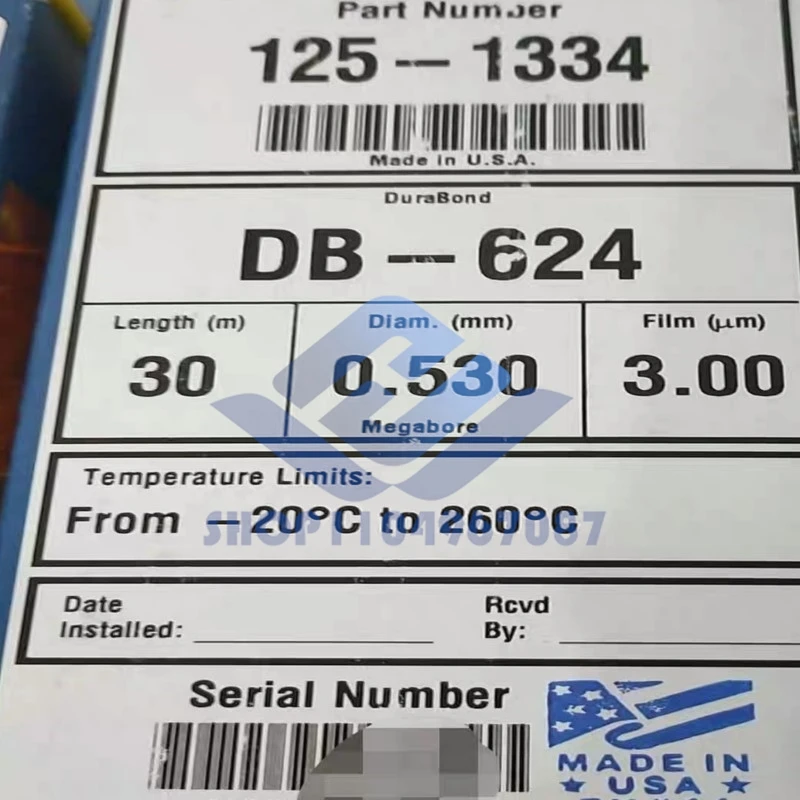 Part Number
125-1334
Made in U.S.A.
DuraBond
DB-624
Length (m) Diam. (mm) Film (μm)
30 0.530 3.00
Megabore
Temperature Limits:
From -20°C to 260°C
SHOP1104967087
Date Rcvd
Installed: By:
Serial Number
MADE IN
★ USA ★